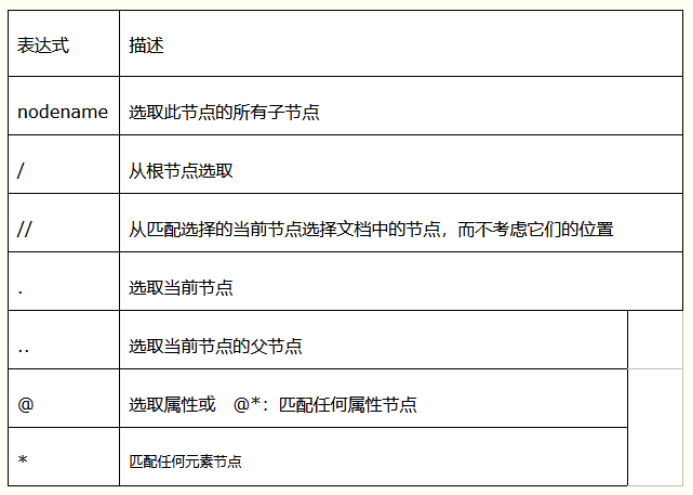 表达式 描述
nodename 选取此节点的所有子节点
/ 从根节点选取
// 从匹配选择的当前节点选择文档中的节点，而不考虑它们的位置
. 选取当前节点
.. 选取当前节点的父节点
@ 选取属性或 @*：匹配任何属性节点
* 匹配任何元素节点